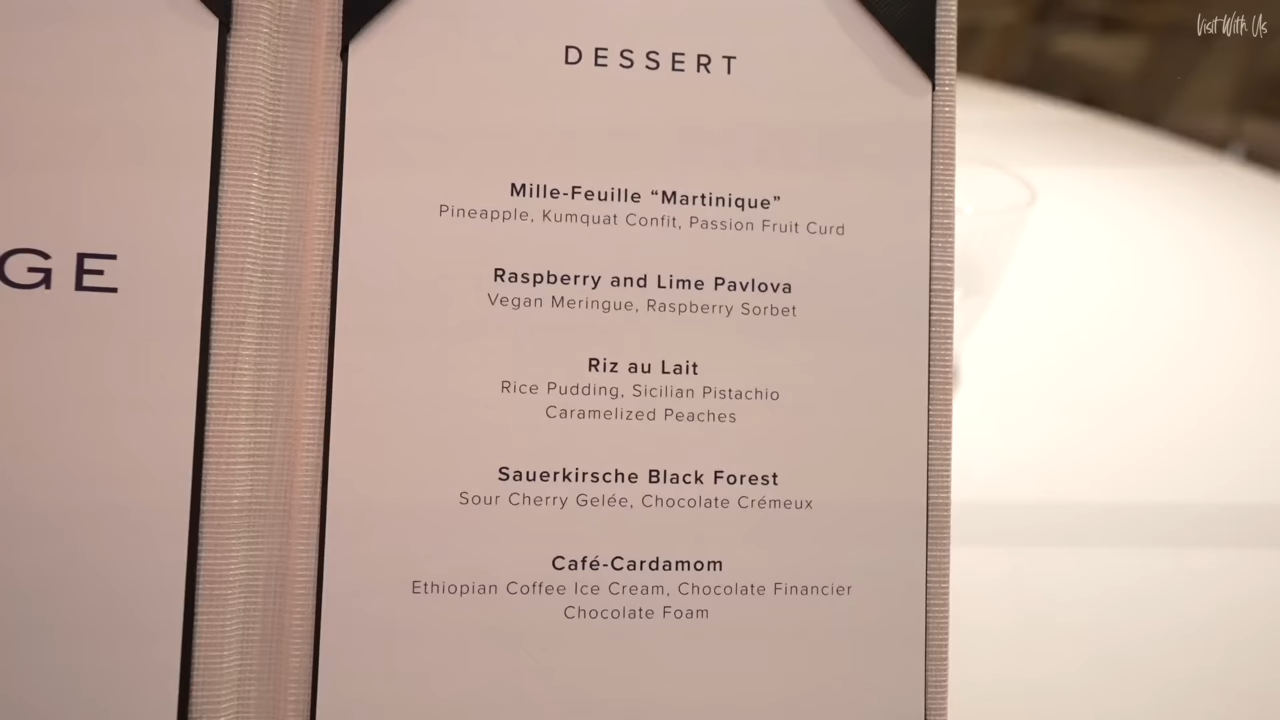 Visit With Us
GE
DESSERT
Mille-Feuille “Martinique”
Pineapple, Kumquat Confit, Passion Fruit Curd
Raspberry and Lime Pavlova
Vegan Meringue, Raspberry Sorbet
Riz au Lait
Rice Pudding, Sicilian Pistachio
Caramelized Peaches
Sauerkirsche Black Forest
Sour Cherry Gelée, Chocolate Crémeux
Café-Cardamom
Ethiopian Coffee Ice Cream, Chocolate Financier
Chocolate Foam